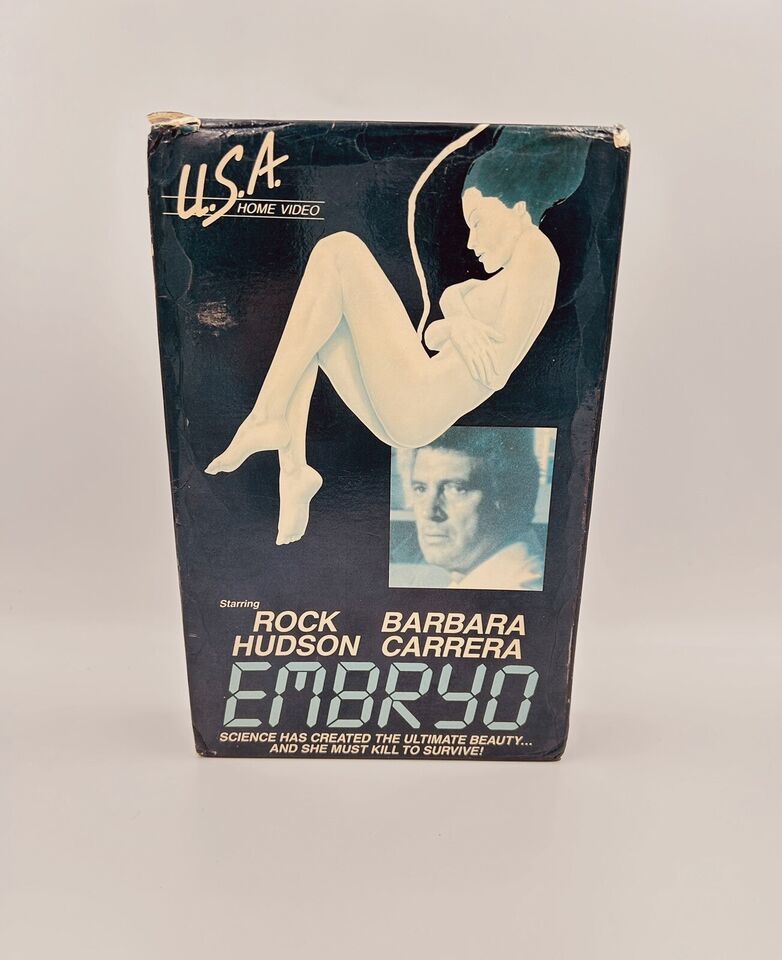 U.S.A.
HOME VIDEO
Starring
ROCK HUDSON
BARBARA CARRERA
EMBRYO
SCIENCE HAS CREATED THE ULTIMATE BEAUTY...
AND SHE MUST KILL TO SURVIVE!